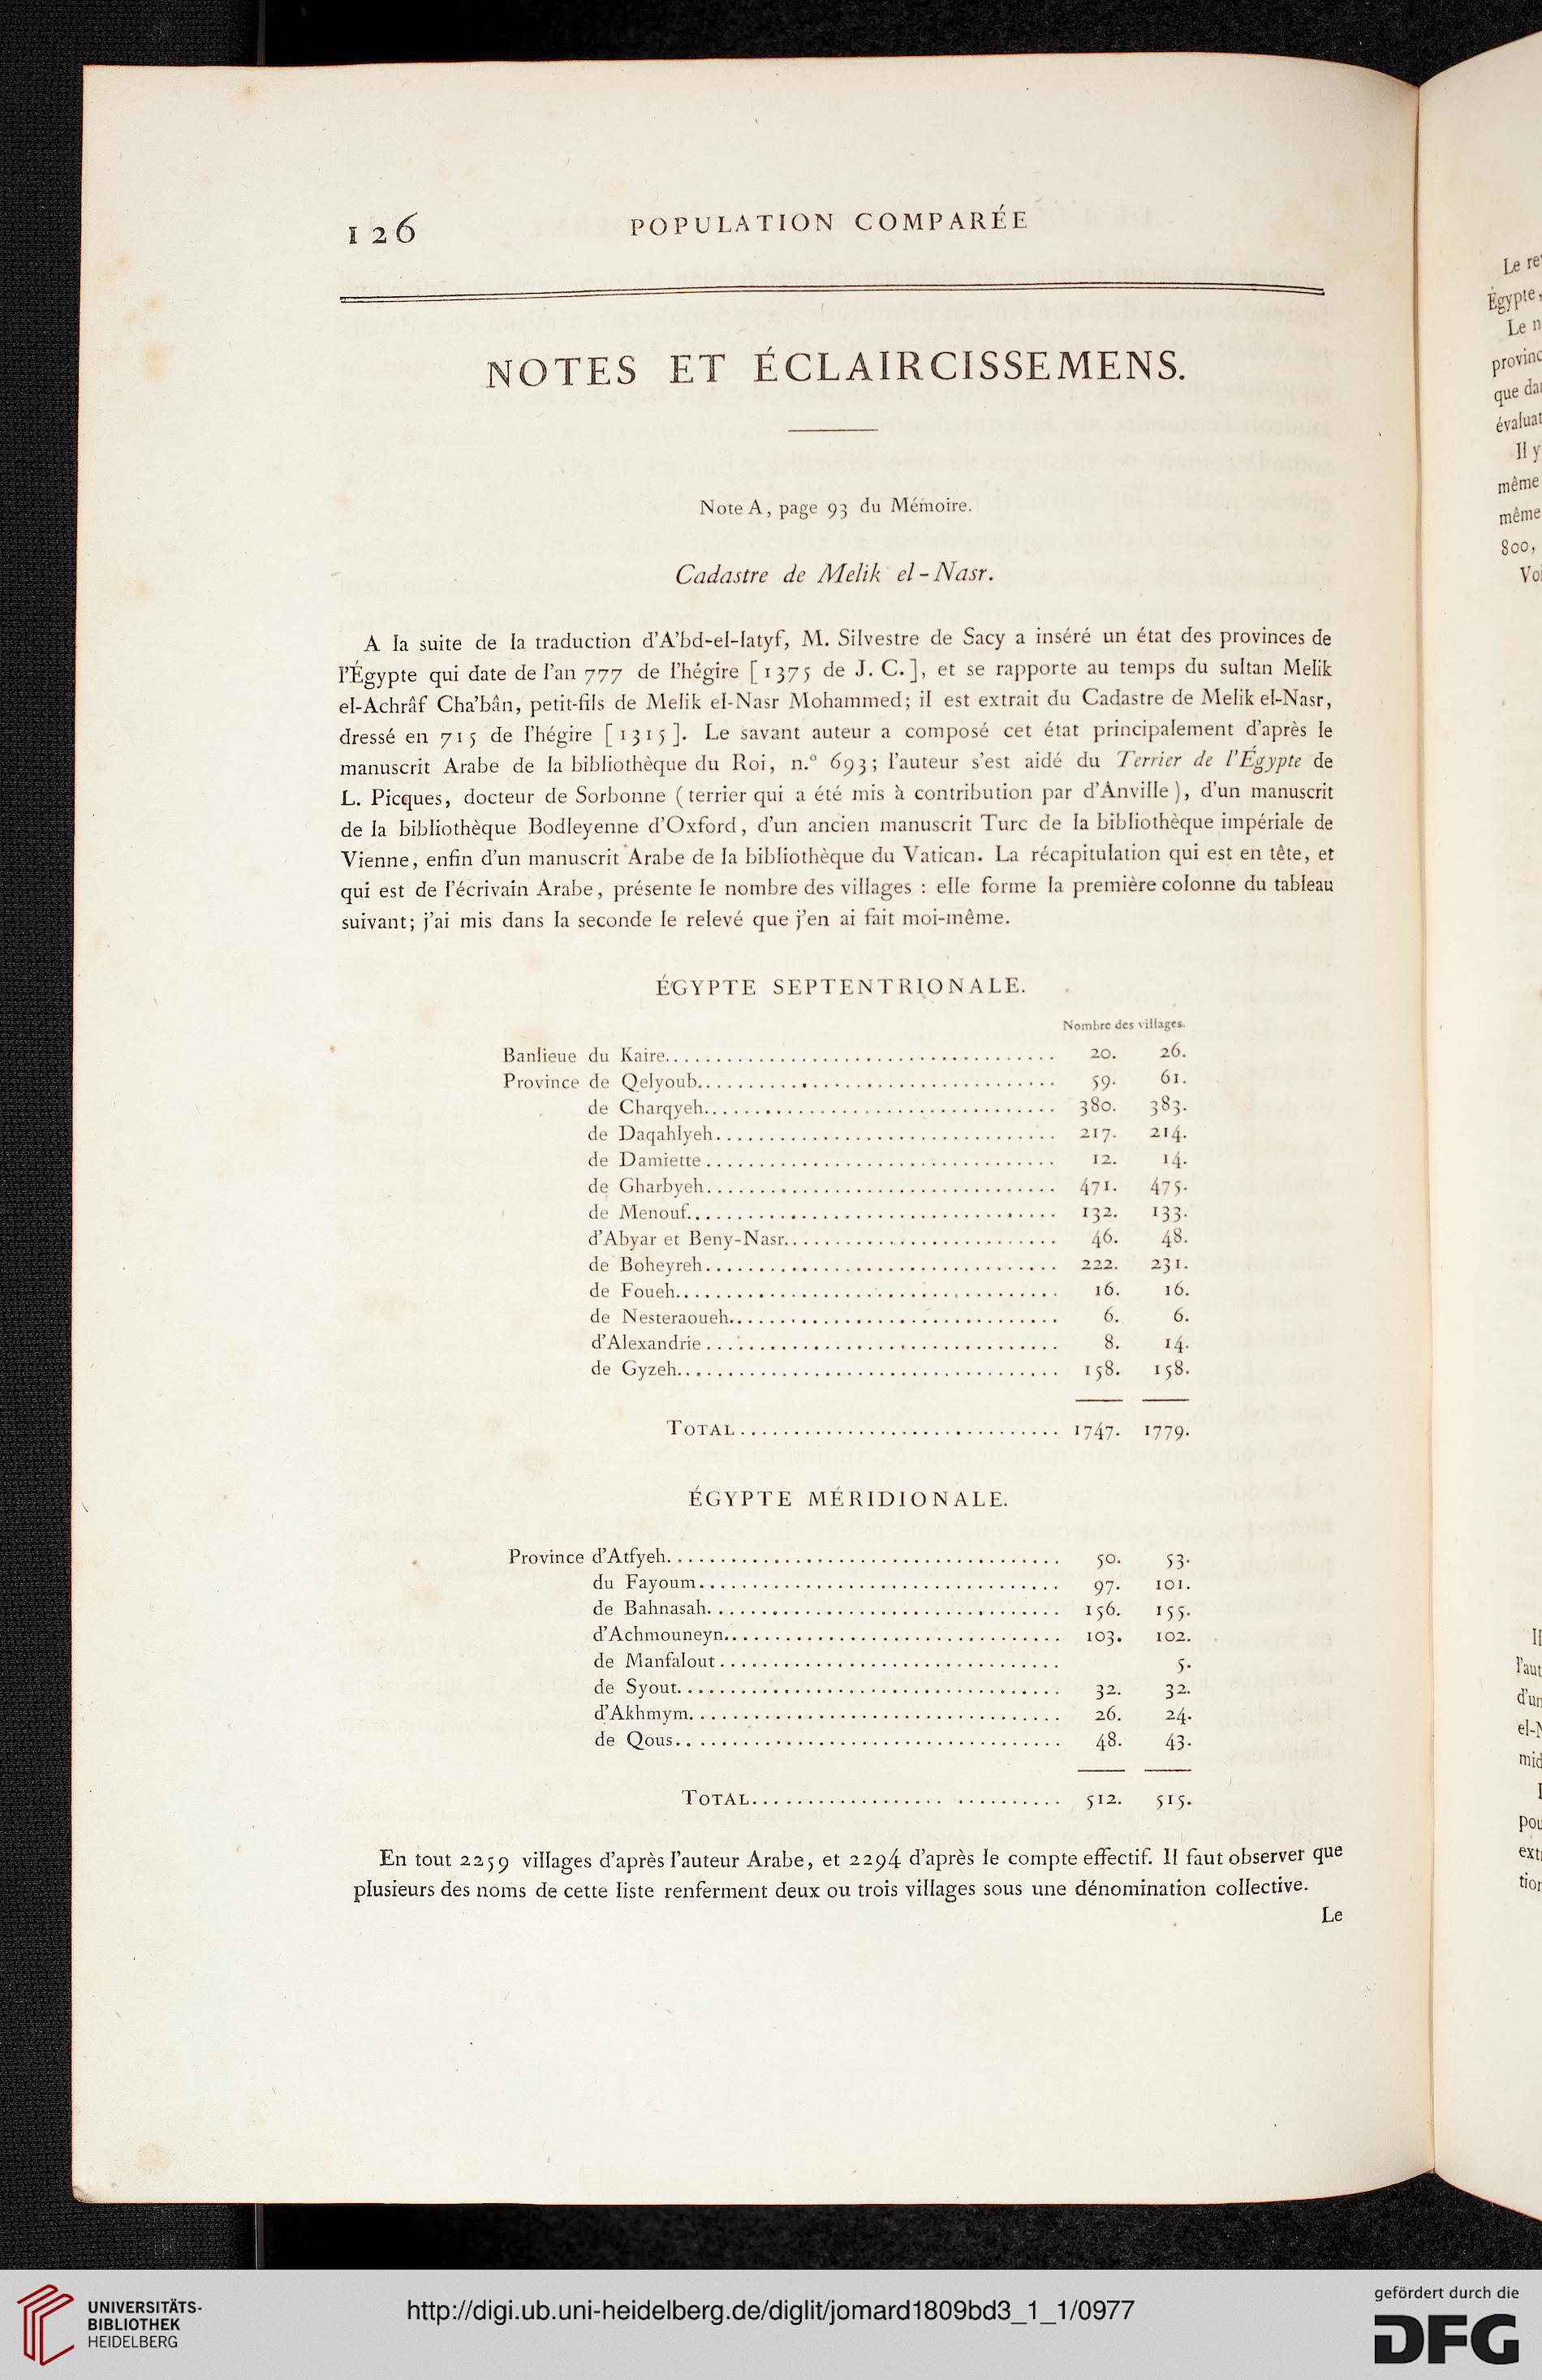 126
POPULATION COMPARÉE
NOTES ET ÉCLAIRCISSEMENS.
Note A, page 93 du Mémoire.
Cadastre de Melik el-Nasr.
A la suite de la traduction d'A'bd-el-latyf, M. Silvestre de Sacy a inséré un état des provinces de
l'Égypte qui date de l'an 777 de l'hégire [1375 de J. C.], et se rapporte au temps du sultan Melik
el-Achrâf Cha'bân, petit-fils de Melik el-Nasr Mohammed; il est extrait du Cadastre de Melik el-Nasr,
dressé en 715 de l'hégire [1315]. Le savant auteur a composé cet état principalement d'après le
manuscrit Arabe de la bibliothèque du Roi, n.° 693; l'auteur s'est aidé du Terrier de l'Égypte de
L. Picques, docteur de Sorbonne (terrier qui a été mis à contribution par d'Anville), d'un manuscrit
de la bibliothèque Bodleyenne d'Oxford, d'un ancien manuscrit Turc de la bibliothèque impériale de
Vienne, enfin d'un manuscrit Arabe de la bibliothèque du Vatican. La récapitulation qui est en tête, et
qui est de l'écrivain Arabe, présente le nombre des villages : elle forme la première colonne du tableau
suivant; j'ai mis dans la seconde le relevé que j'en ai fait moi-même.
ÉGYPTE SEPTENTRIONALE.
Nombre des villages.
Banlieue du Kaire........ 20. 26.
Province de Qelyoub........ 59. 61.
de Charqyeh........ 380. 383.
de Daqahlyeh........ 217. 214.
de Damiette........ 12. 14.
de Gharbyeh........ 471. 475.
de Menouf........ 132. 133.
d'Abyar et Beny-Nasr........ 46. 48.
de Boheyreh........ 222. 231.
de Foueh........ 16. 16.
de Nesteraoueh........ 6. 6.
d'Alexandrie........ 8. 14.
de Gyzeh........ 158. 158.
TOTAL........ 1747. 1779.
ÉGYPTE MÉRIDIONALE.
Province d'Atfyeh........ 50. 53.
du Fayoum........ 97. 101.
de Bahnasah........ 156. 155.
d'Achmouneyn........ 103. 102.
de Manfalout........ 5.
de Syout........ 32. 32.
d'Akhmym........ 26. 24.
de Qous........ 48. 43.
TOTAL........ 512. 515.
En tout 2259 villages d'après l'auteur Arabe, et 2294 d'après le compte effectif. Il faut observer que
plusieurs des noms de cette liste renferment deux ou trois villages sous une dénomination collective.
Le
Égypte,
Le
que
même
même
800,
UNIVERSITÄTS-
BIBLIOTHEK
HEIDELBERG
http://digi.ub.uni-heidelberg.de/diglit/jomard1809bd3_1_1/0977
gefördert durch die
DFG